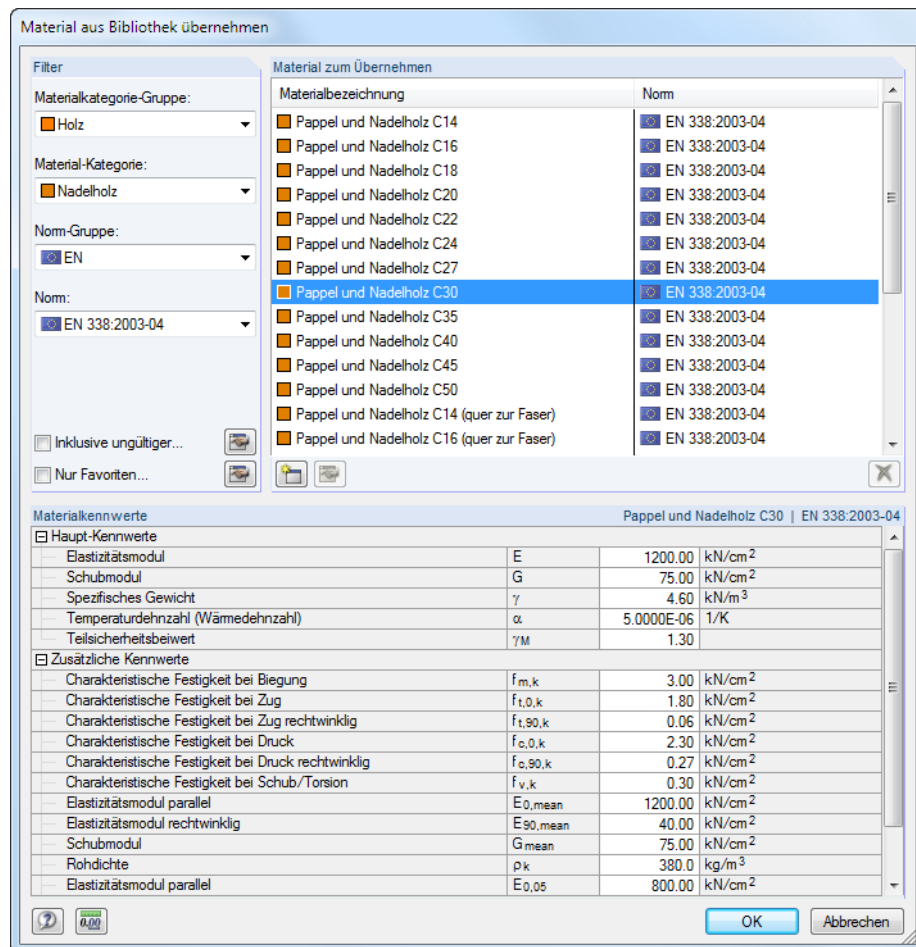 Material aus Bibliothek übernehmen
Filter
Materialkategorie-Gruppe:
Holz
Material-Kategorie:
Nadelholz
Norm-Gruppe:
EN
Norm:
EN 338:2003-04
Inklusive ungültiger...
Nur Favoriten...
Material zum Übernehmen
Materialbezeichnung Norm
Pappel und Nadelholz C14 EN 338:2003-04
Pappel und Nadelholz C16 EN 338:2003-04
Pappel und Nadelholz C18 EN 338:2003-04
Pappel und Nadelholz C20 EN 338:2003-04
Pappel und Nadelholz C22 EN 338:2003-04
Pappel und Nadelholz C24 EN 338:2003-04
Pappel und Nadelholz C27 EN 338:2003-04
Pappel und Nadelholz C30 EN 338:2003-04
Pappel und Nadelholz C35 EN 338:2003-04
Pappel und Nadelholz C40 EN 338:2003-04
Pappel und Nadelholz C45 EN 338:2003-04
Pappel und Nadelholz C50 EN 338:2003-04
Pappel und Nadelholz C14 (quer zur Faser) EN 338:2003-04
Pappel und Nadelholz C16 (quer zur Faser) EN 338:2003-04
Materialkennwerte Pappel und Nadelholz C30 | EN 338:2003-04
Haupt-Kennwerte
Elastizitätsmodul E 1200.00 kN/cm²
Schubmodul G 75.00 kN/cm²
Spezifisches Gewicht γ 4.60 kN/m³
Temperaturdehnzahl (Wärmedehnzahl) α 5.0000E-06 1/K
Teilsicherheitsbeiwert γM 1.30
Zusätzliche Kennwerte
Charakteristische Festigkeit bei Biegung fm,k 3.00 kN/cm²
Charakteristische Festigkeit bei Zug ft,0,k 1.80 kN/cm²
Charakteristische Festigkeit bei Zug rechtwinklig ft,90,k 0.06 kN/cm²
Charakteristische Festigkeit bei Druck fc,0,k 2.30 kN/cm²
Charakteristische Festigkeit bei Druck rechtwinklig fc,90,k 0.27 kN/cm²
Charakteristische Festigkeit bei Schub/Torsion fv,k 0.30 kN/cm²
Elastizitätsmodul parallel E0,mean 1200.00 kN/cm²
Elastizitätsmodul rechtwinklig E90,mean 40.00 kN/cm²
Schubmodul Gmean 75.00 kN/cm²
Rohdichte ρk 380.0 kg/m³
Elastizitätsmodul parallel E0,05 800.00 kN/cm²
0.00
OK Abbrechen